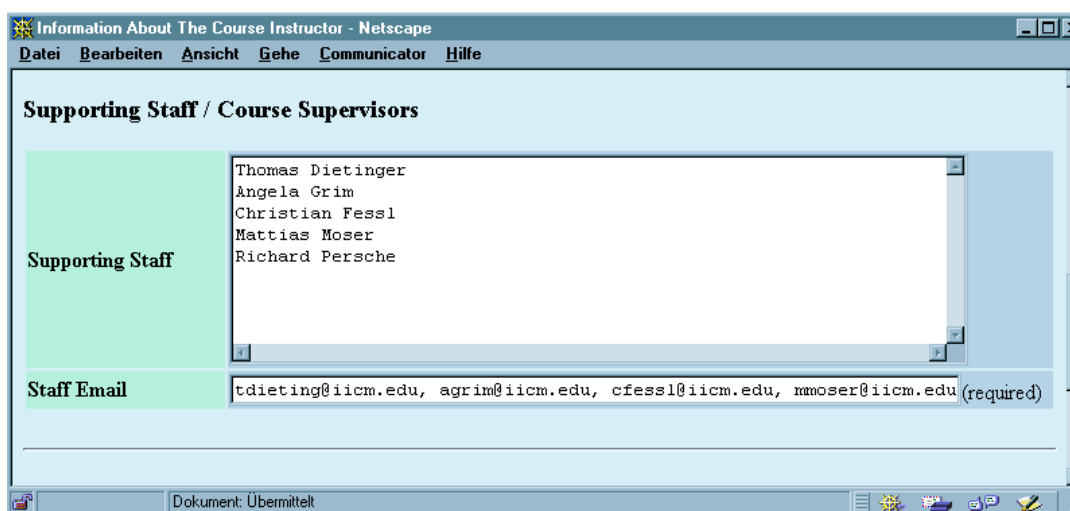 Information About The Course Instructor - Netscape
Datei Bearbeiten Ansicht Gehe Communicator Hilfe
Supporting Staff / Course Supervisors
Supporting Staff
Thomas Dietinger
Angela Grim
Christian Fessl
Mattias Moser
Richard Persche
Staff Email
tdieting@iicm.edu, agrim@iicm.edu, cfessl@iicm.edu, mmoser@iicm.edu (required)
Dokument: Übermittelt